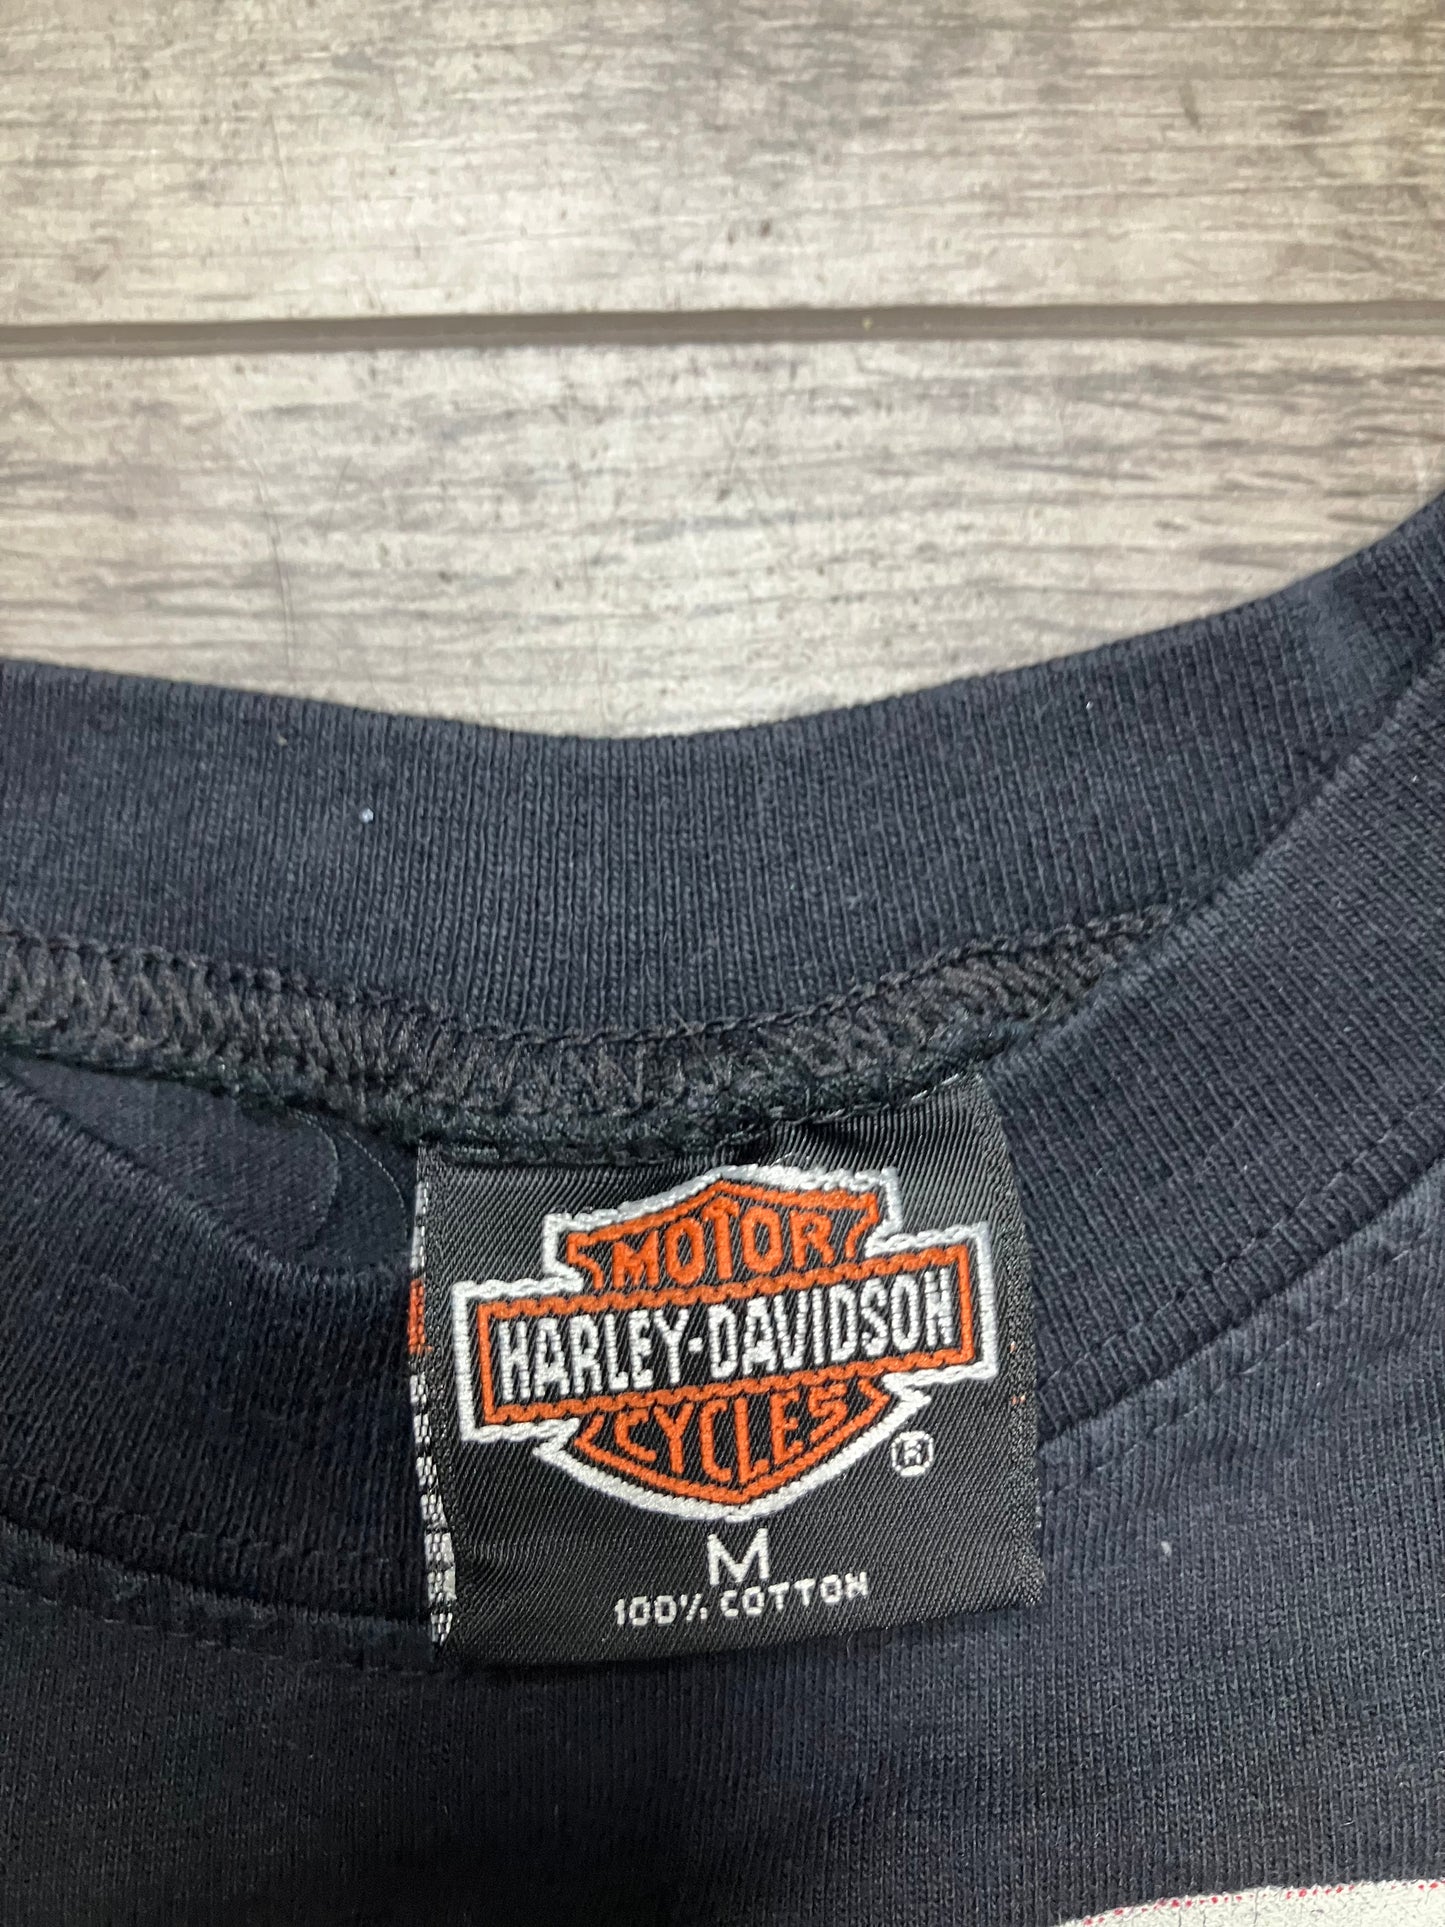 MOTOR
HARLEY-DAVIDSON
CYCLES
®
M
100% COTTON